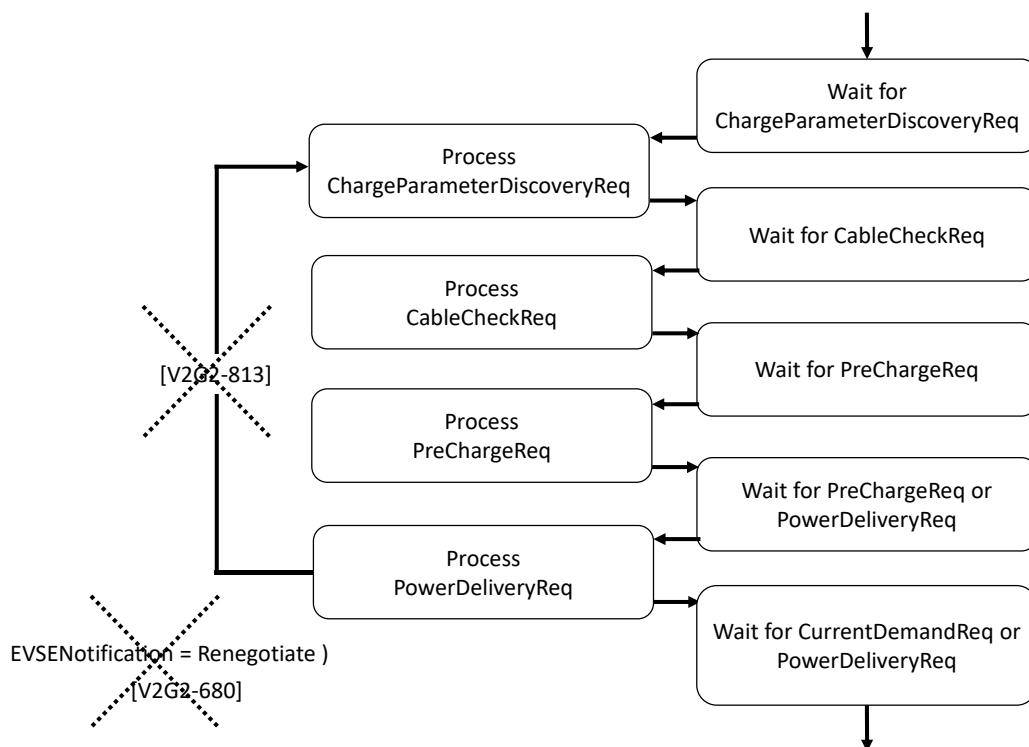 Wait for
ChargeParameterDiscoveryReq
Process
ChargeParameterDiscoveryReq
Wait for CableCheckReq
Process
CableCheckReq
Wait for PreChargeReq
[V2G2-813]
Process
PreChargeReq
Wait for PreChargeReq or
PowerDeliveryReq
Process
PowerDeliveryReq
Wait for CurrentDemandReq or
PowerDeliveryReq
EVSENotification = Renegotiate )
[V2G2-680]